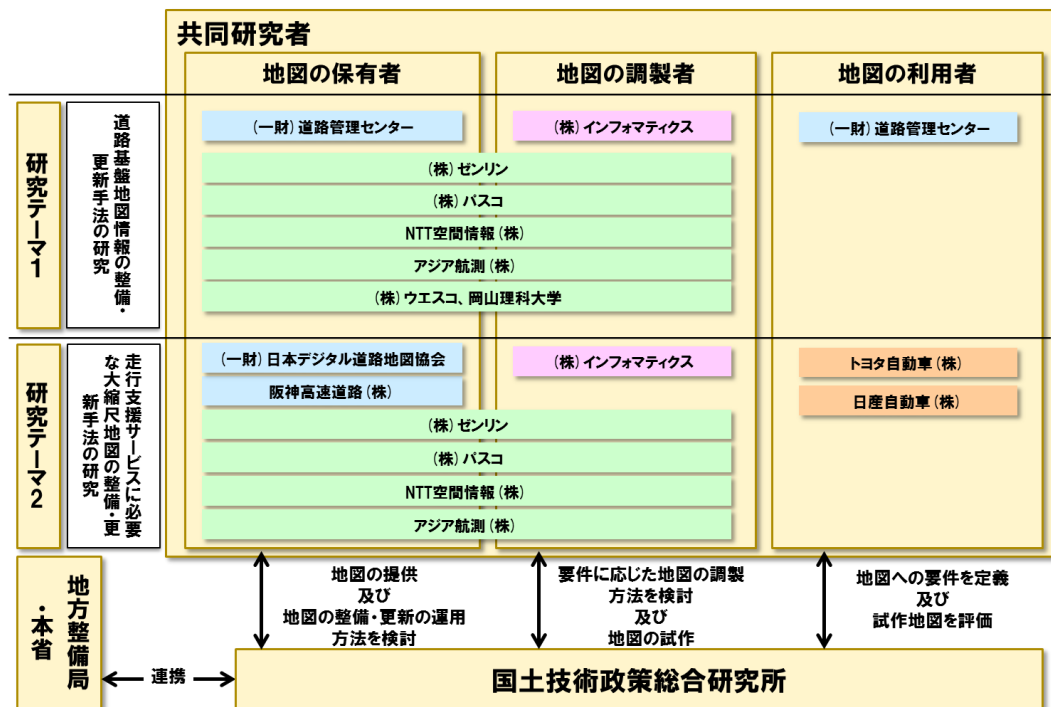 共同研究者
地図の保有者
地図の調製者
地図の利用者
研究テーマ1
道路基盤地図情報の整備・
更新手法の研究
(一財)道路管理センター
(株)インフォマティクス
(一財)道路管理センター
(株)ゼンリン
(株)パスコ
NTT空間情報(株)
アジア航測(株)
(株)ウエスコ、岡山理科大学
研究テーマ2
走行支援サービスに必要
な大縮尺地図の整備・更
新手法の研究
(一財)日本デジタル道路地図協会
(株)インフォマティクス
トヨタ自動車(株)
阪神高速道路(株)
日産自動車(株)
(株)ゼンリン
(株)パスコ
NTT空間情報(株)
アジア航測(株)
地図の提供
及び
地図の整備・更新の運用
方法を検討
要件に応じた地図の調製
方法を検討
及び
地図の試作
地図への要件を定義
及び
試作地図を評価
地方整備局
・本省
連携
国土技術政策総合研究所